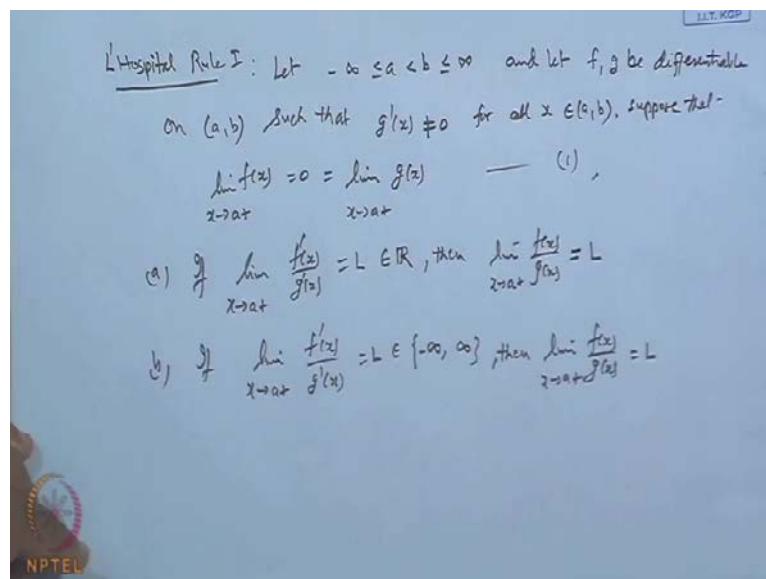 I.I.T. KGP
L'Hospital Rule I : Let - ∞ ≤ a < b ≤ ∞ and let f, g be differentiable
on (a,b) such that g'(x) ≠ 0 for all x ∈ (a,b). suppose that
lim f(x) = 0 = lim g(x) — (1),
x→a+ x→a+
(a) If lim f'(x)/g'(x) = L ∈ ℝ, then lim f(x)/g(x) = L
x→a+ x→a+
(b) If lim f'(x)/g'(x) = L ∈ {-∞, ∞}, then lim f(x)/g(x) = L
x→a+ x→a+
NPTEL